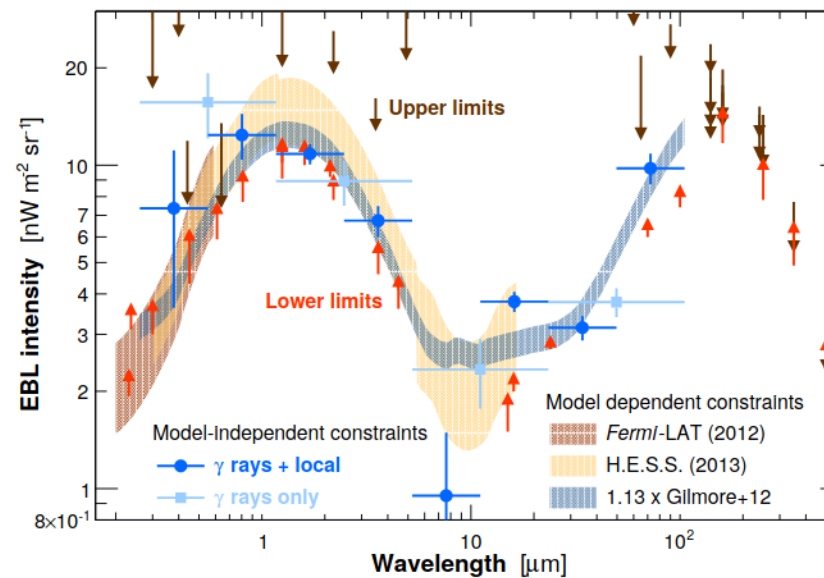 EBL intensity [nW m⁻² sr⁻¹]
20
10
7
6
5
4
3
2
1
8×10⁻¹
Upper limits
Lower limits
Model-independent constraints
γ rays + local
γ rays only
Model dependent constraints
Fermi-LAT (2012)
H.E.S.S. (2013)
1.13 x Gilmore+12
1
10
10²
Wavelength [μm]